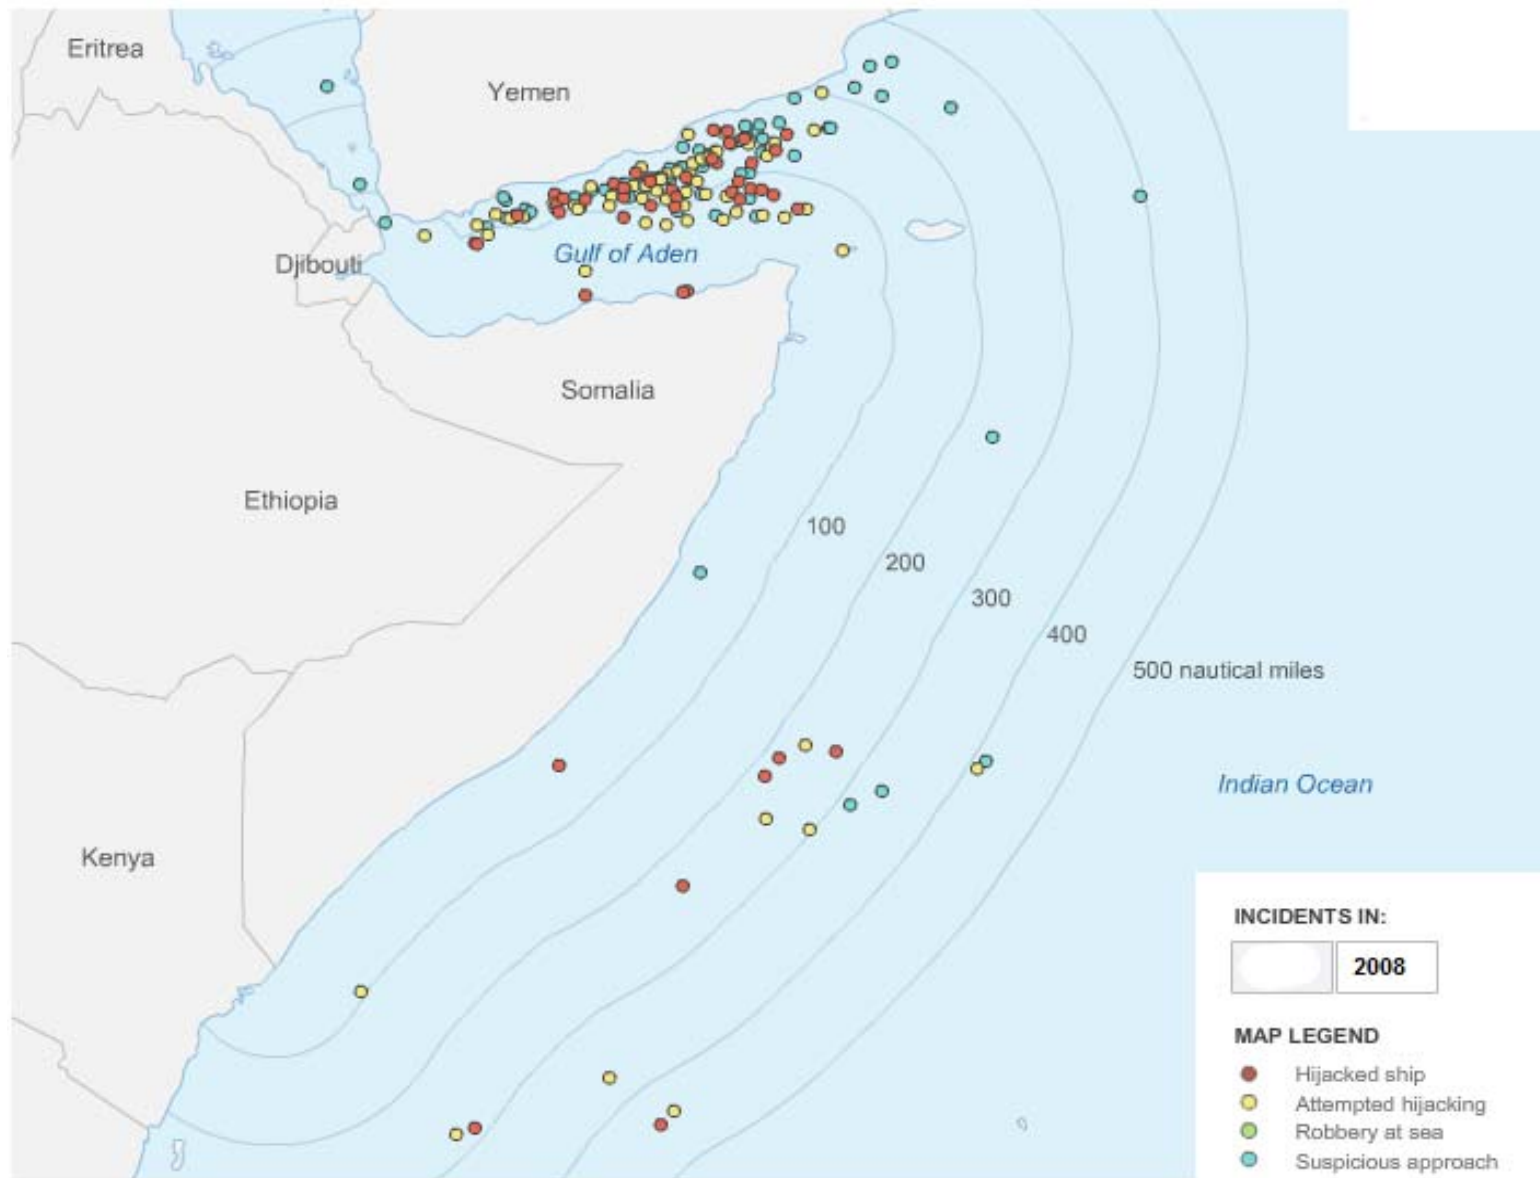 Eritrea
Yemen
Djibouti
Gulf of Aden
Somalia
Ethiopia
100
200
300
400
500 nautical miles
Indian Ocean
Kenya
INCIDENTS IN:
2008
MAP LEGEND
Hijacked ship
Attempted hijacking
Robbery at sea
Suspicious approach